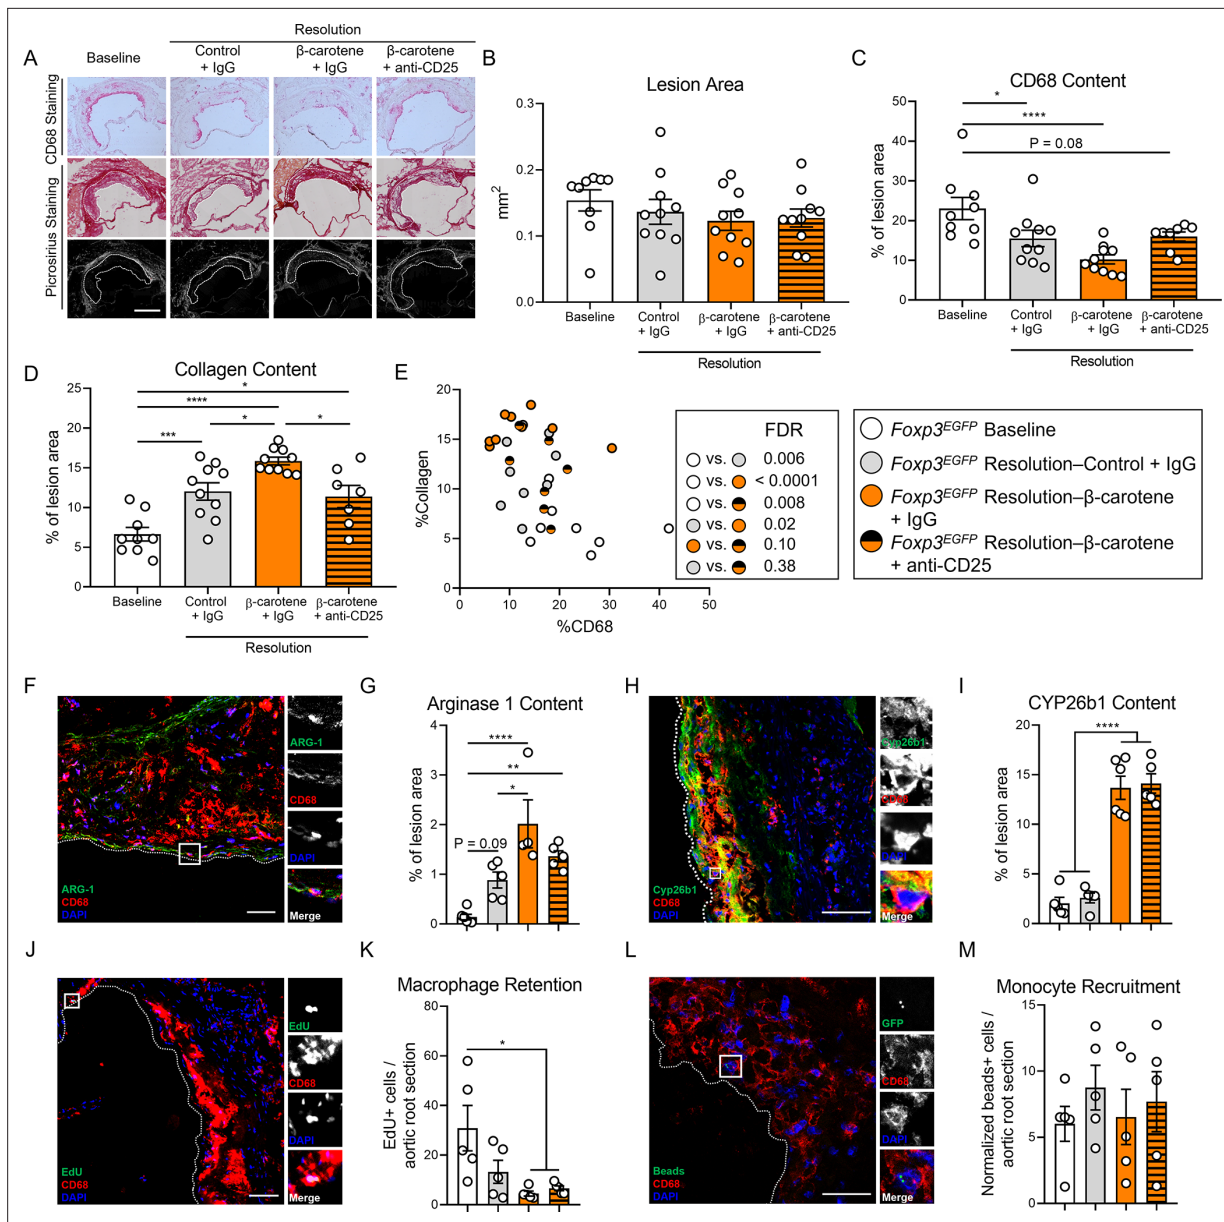 A
Resolution
Baseline
Control
+ IgG
β-carotene
+ IgG
β-carotene
+ anti-CD25
CD68 Staining
Picrosirius Staining
B
Lesion Area
mm2
0.3
0.2
0.1
0.0
Baseline
Control
+ IgG
β-carotene
+ IgG
β-carotene
+ anti-CD25
Resolution
C
CD68 Content
% of lesion area
50
40
30
20
10
0
*
****
P = 0.08
Baseline
Control
+ IgG
β-carotene
+ IgG
β-carotene
+ anti-CD25
Resolution
D
Collagen Content
% of lesion area
25
20
15
10
5
0
*
****
*
*
***
Baseline
Control
+ IgG
β-carotene
+ IgG
β-carotene
+ anti-CD25
Resolution
E
%Collagen
20
15
10
5
0
0 10 20 30 40 50
%CD68
FDR
vs. 0.006
vs. < 0.0001
vs. 0.008
vs. 0.02
vs. 0.10
vs. 0.38
Foxp3EGFP Baseline
Foxp3EGFP Resolution–Control + IgG
Foxp3EGFP Resolution–β-carotene
+ IgG
Foxp3EGFP Resolution–β-carotene
+ anti-CD25
F
ARG-1
CD68
DAPI
ARG-1
CD68
DAPI
Merge
G
Arginase 1 Content
% of lesion area
4
3
2
1
0
****
**
*
P = 0.09
H
Cyp26b1
CD68
DAPI
Cyp26b1
CD68
DAPI
Merge
I
CYP26b1 Content
% of lesion area
20
15
10
5
0
****
J
EdU
CD68
DAPI
EdU
CD68
DAPI
Merge
K
Macrophage Retention
EdU+ cells /
aortic root section
80
60
40
20
0
*
L
GFP
CD68
DAPI
Beads
CD68
DAPI
Merge
M
Monocyte Recruitment
Normalized beads+ cells /
aortic root section
15
10
5
0